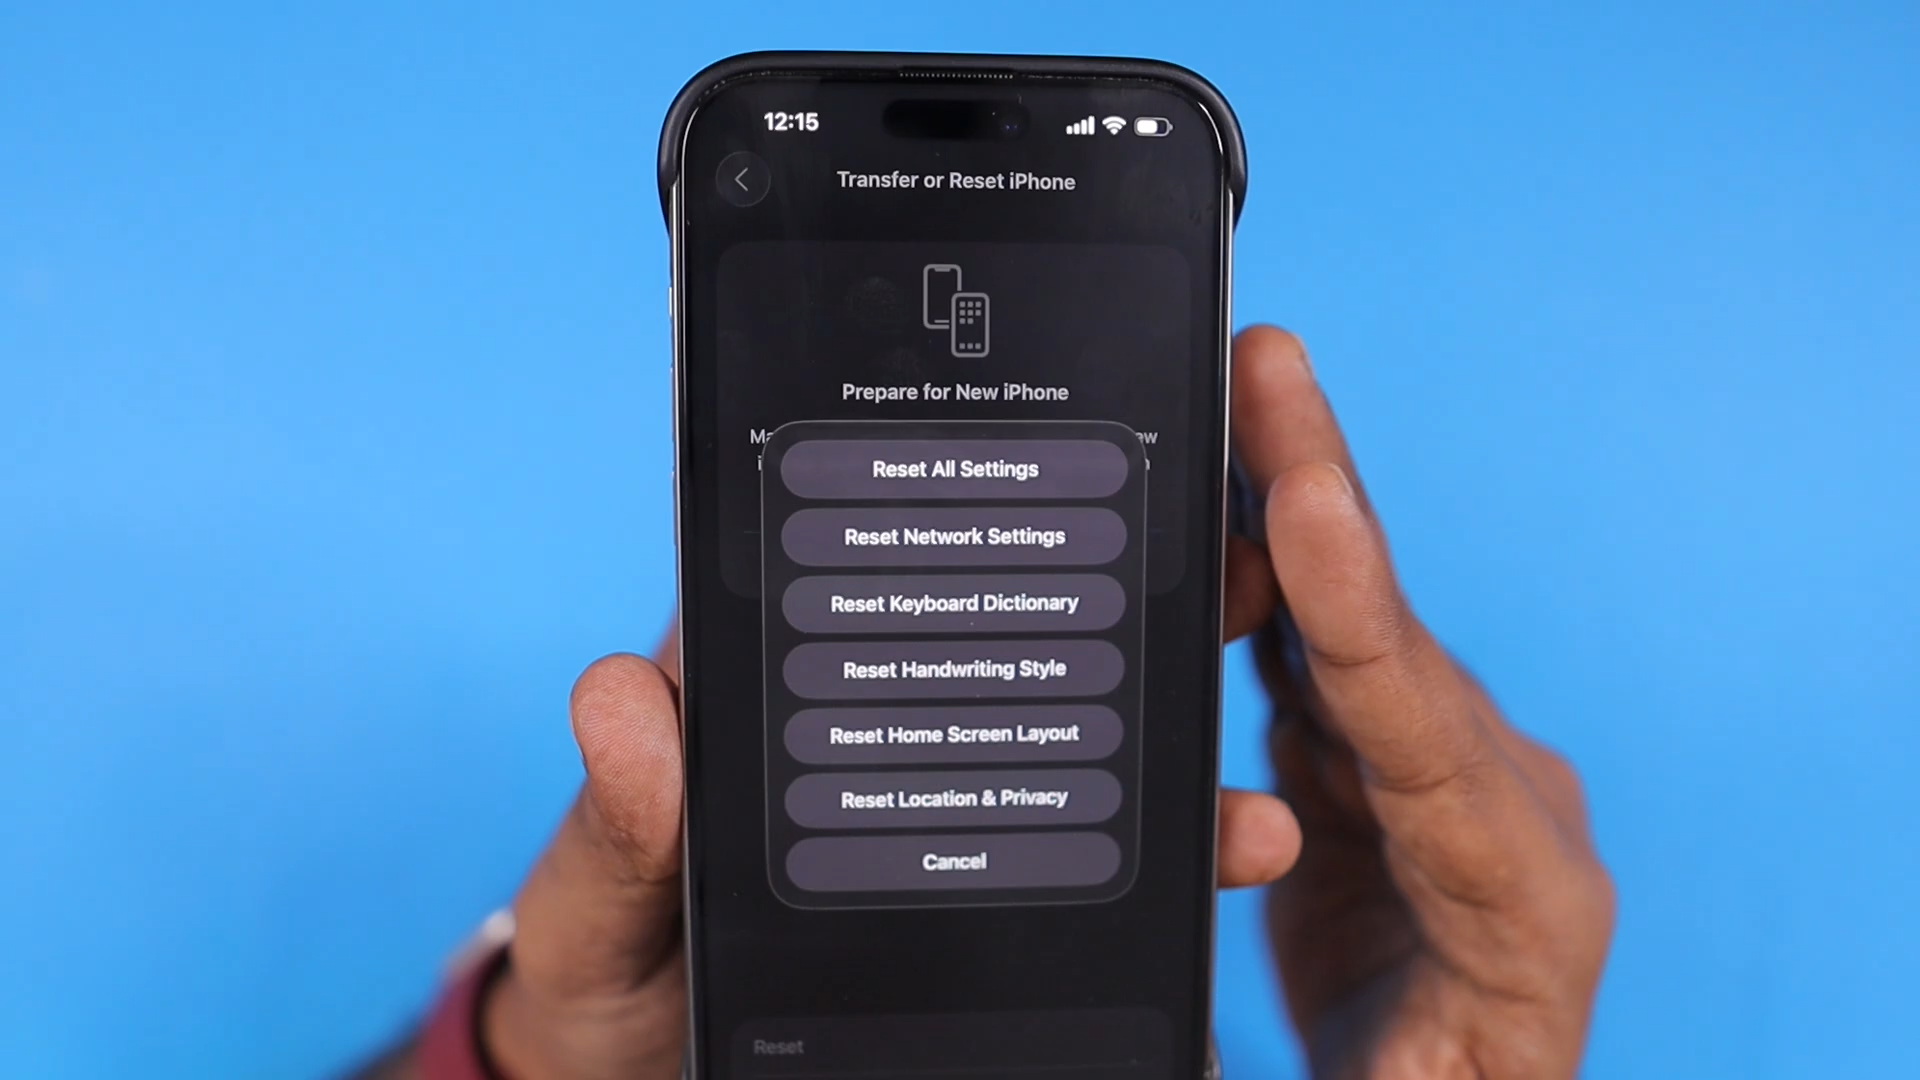 12:15
Transfer or Reset iPhone
Prepare for New iPhone
Reset All Settings
Reset Network Settings
Reset Keyboard Dictionary
Reset Handwriting Style
Reset Home Screen Layout
Reset Location & Privacy
Cancel
Reset